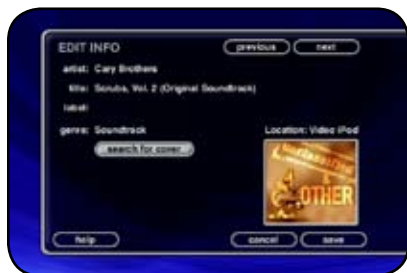 EDIT INFO
previous next
artist: Cary Brothers
title: Scrubs, Vol. 2 (Original Soundtrack)
label:
genre: Soundtrack
Location: Video iPod
search for cover
OTHER
help cancel save